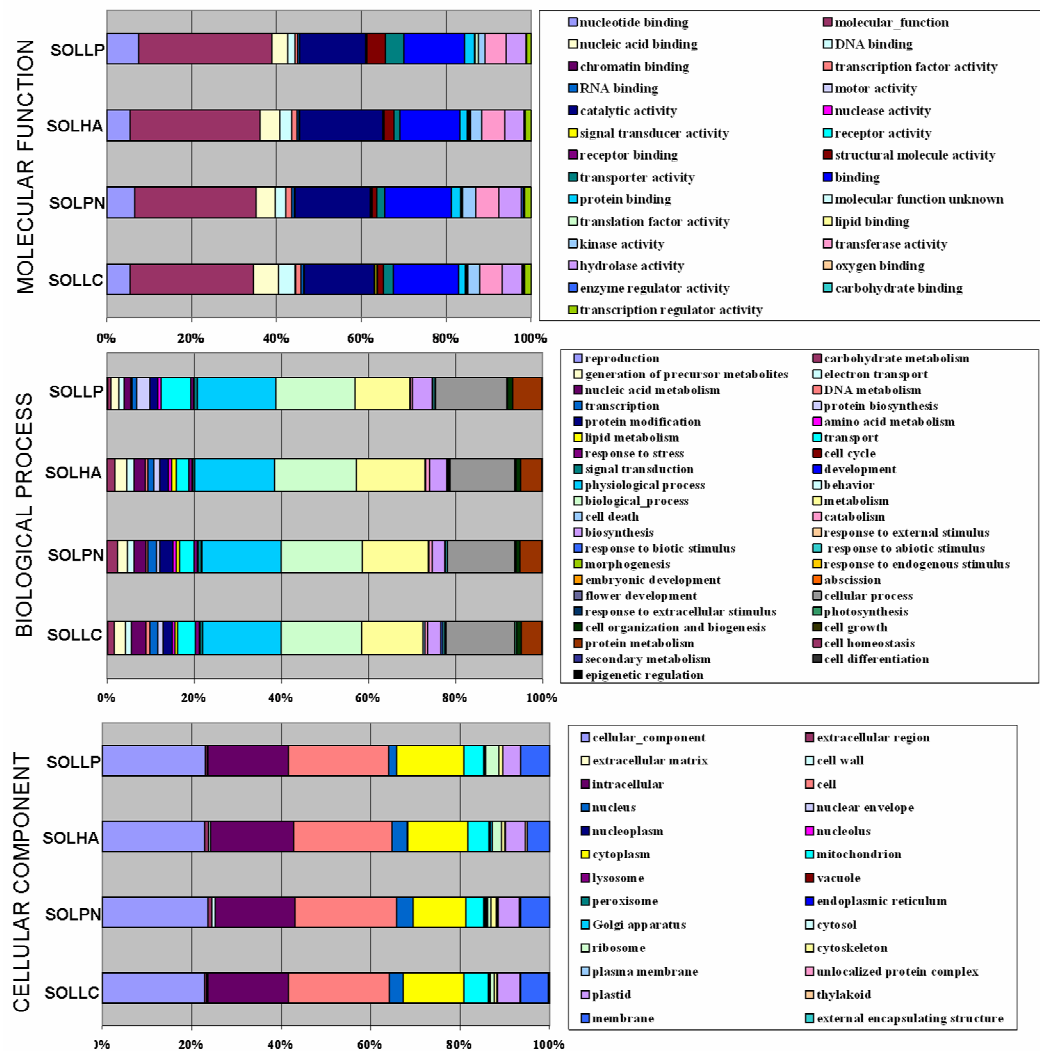 MOLECULAR FUNCTION
SOLLP
SOLHA
SOLPN
SOLLC
0% 20% 40% 60% 80% 100%
nucleotide binding molecular_function
nucleic acid binding DNA binding
chromatin binding transcription factor activity
RNA binding motor activity
catalytic activity nuclease activity
signal transducer activity receptor activity
receptor binding structural molecule activity
transporter activity binding
protein binding molecular function unknown
translation factor activity lipid binding
kinase activity transferase activity
hydrolase activity oxygen binding
enzyme regulator activity carbohydrate binding
transcription regulator activity
BIOLOGICAL PROCESS
SOLLP
SOLHA
SOLPN
SOLLC
0% 20% 40% 60% 80% 100%
reproduction carbohydrate metabolism
generation of precursor metabolites electron transport
nucleic acid metabolism DNA metabolism
transcription protein biosynthesis
protein modification amino acid metabolism
lipid metabolism transport
response to stress cell cycle
signal transduction development
physiological process behavior
biological_process metabolism
cell death catabolism
biosynthesis response to external stimulus
response to biotic stimulus response to abiotic stimulus
morphogenesis response to endogenous stimulus
embryonic development abscission
flower development cellular process
response to extracellular stimulus photosynthesis
cell organization and biogenesis cell growth
protein metabolism cell homeostasis
secondary metabolism cell differentiation
epigenetic regulation
CELLULAR COMPONENT
SOLLP
SOLHA
SOLPN
SOLLC
0% 20% 40% 60% 80% 100%
cellular_component extracellular region
extracellular matrix cell wall
intracellular cell
nucleus nuclear envelope
nucleoplasm nucleolus
cytoplasm mitochondrion
lysosome vacuole
peroxisome endoplasmic reticulum
Golgi apparatus cytosol
ribosome cytoskeleton
plasma membrane unlocalized protein complex
plastid thylakoid
membrane external encapsulating structure